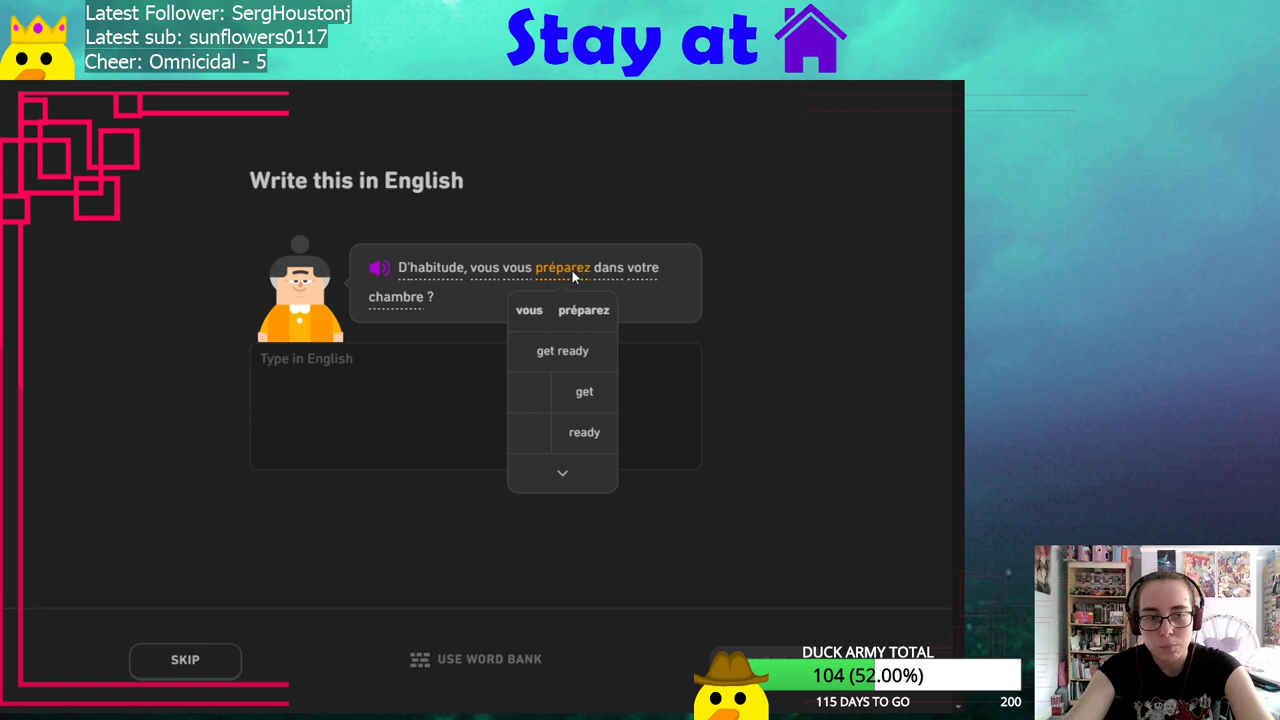 Latest Follower: SergHoustonj
Latest sub: sunflowers0117
Cheer: Omnicidal - 5
Stay at
Write this in English
D'habitude, vous vous préparez dans votre
chambre ?
vous préparez
get ready
get
ready
Type in English
SKIP
USE WORD BANK
DUCK ARMY TOTAL
104 (52.00%)
115 DAYS TO GO
200